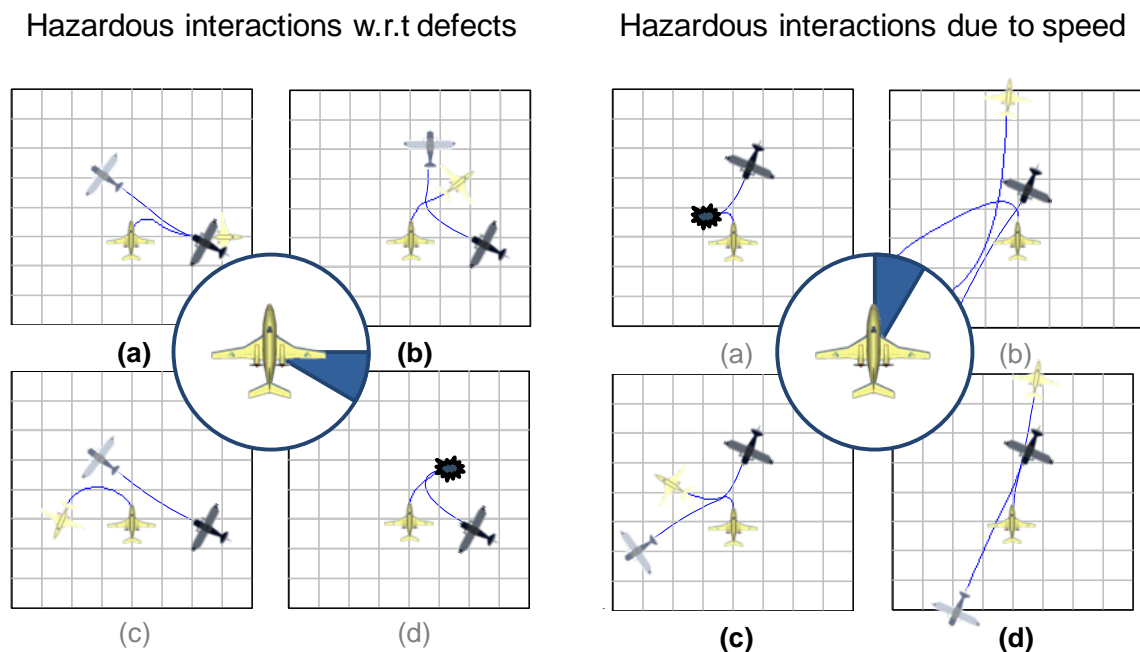 Hazardous interactions w.r.t defects
Hazardous interactions due to speed
(a)
(b)
(a)
(b)
(c)
(d)
(c)
(d)